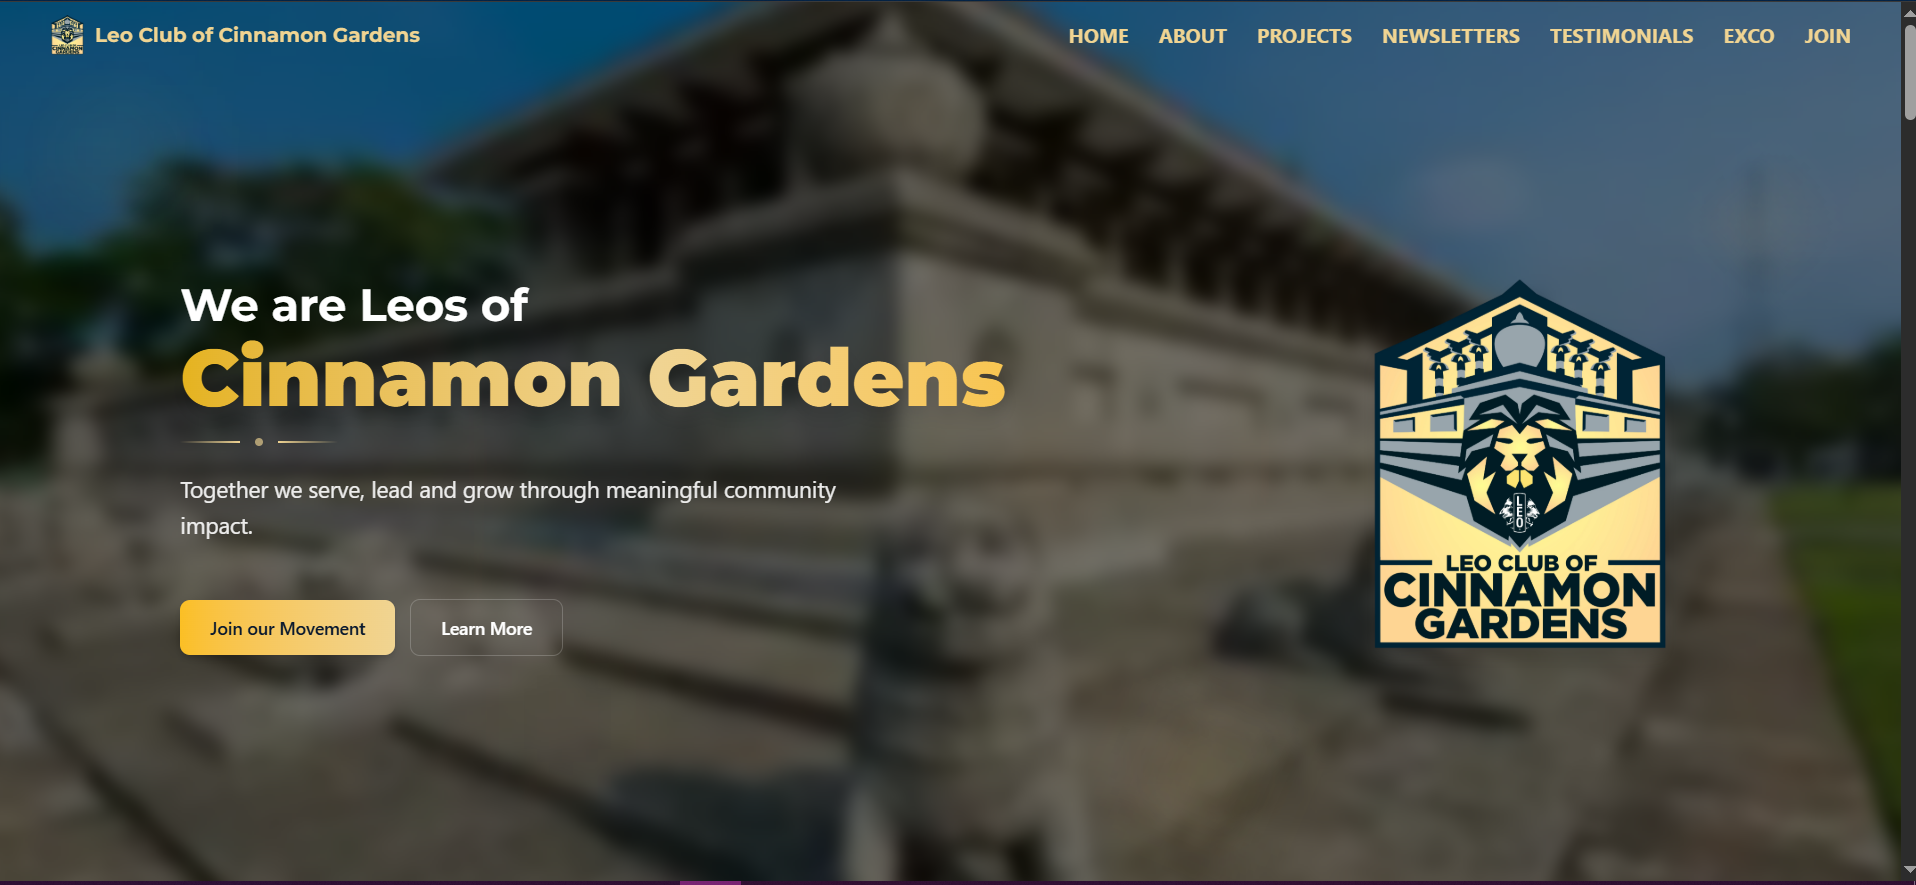 Leo Club of Cinnamon Gardens
HOME ABOUT PROJECTS NEWSLETTERS TESTIMONIALS EXCO JOIN
We are Leos of
Cinnamon Gardens
Together we serve, lead and grow through meaningful community
impact.
Join our Movement
Learn More
LEO
LEO CLUB OF
CINNAMON
GARDENS